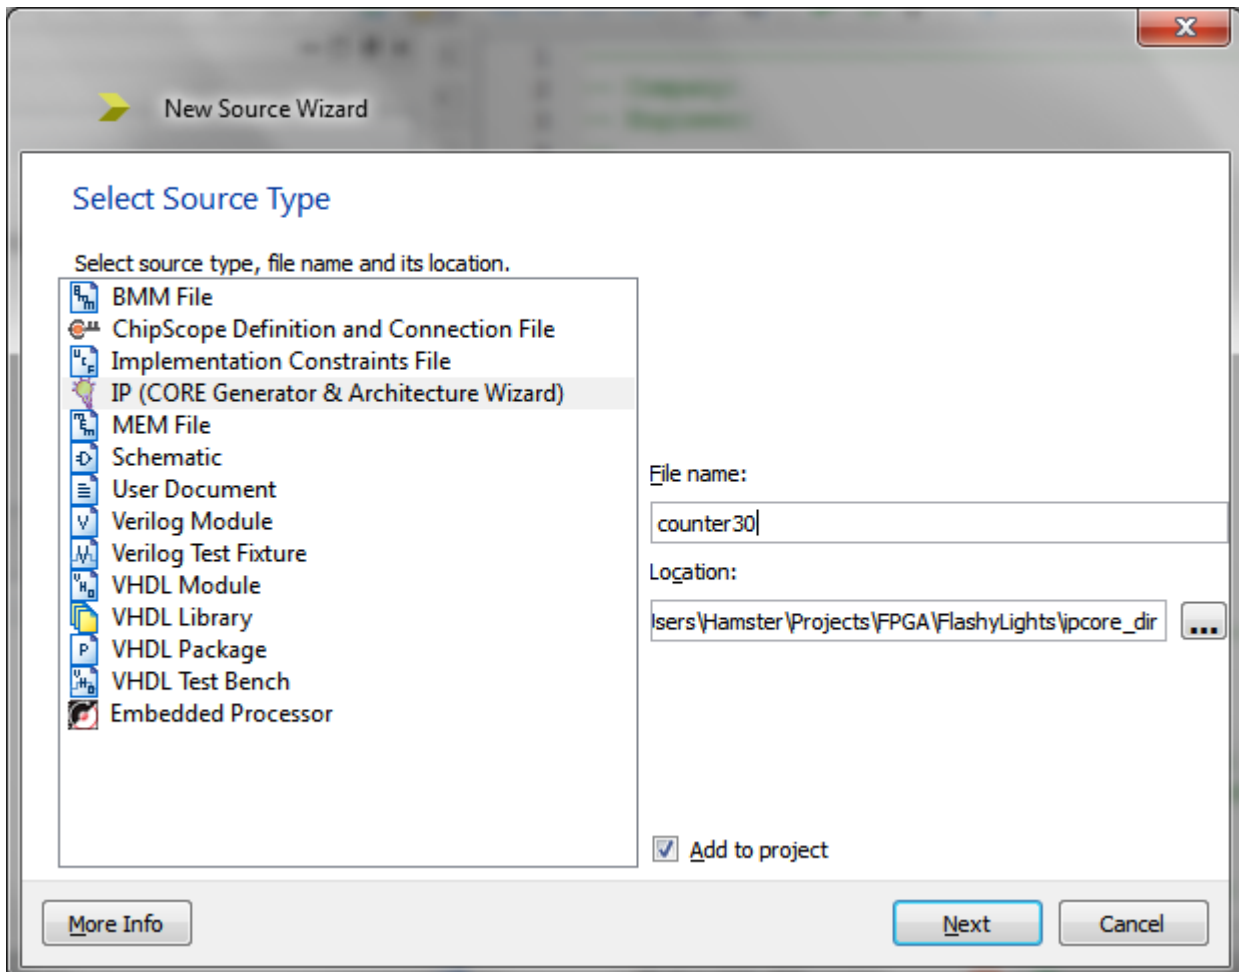 New Source Wizard
Select Source Type
Select source type, file name and its location.
BMM File
ChipScope Definition and Connection File
Implementation Constraints File
IP (CORE Generator & Architecture Wizard)
MEM File
Schematic
User Document
Verilog Module
Verilog Test Fixture
VHDL Module
VHDL Library
VHDL Package
VHDL Test Bench
Embedded Processor
File name:
counter30
Location:
sers\Hamster\Projects\FPGA\FlashyLights\ipcore_dir
...
Add to project
More Info
Next
Cancel